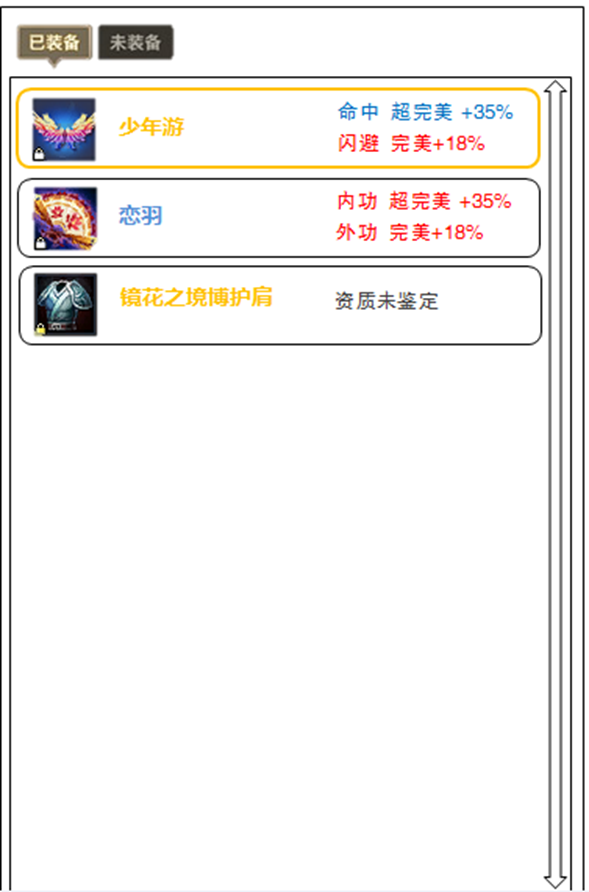 已装备 未装备
少年游
命中 超完美 +35%
闪避 完美+18%
恋羽
内功 超完美 +35%
外功 完美+18%
镜花之境博护肩
资质未鉴定